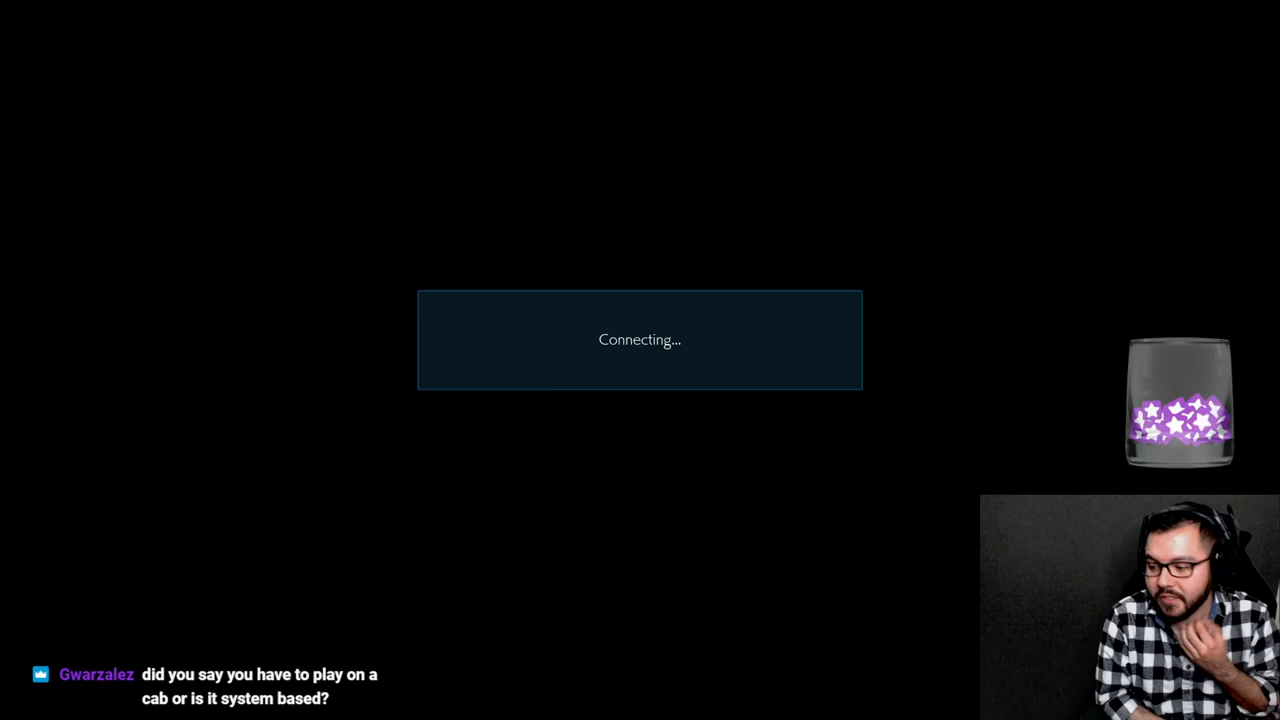 Connecting...
Gwarzalez did you say you have to play on a
cab or is it system based?